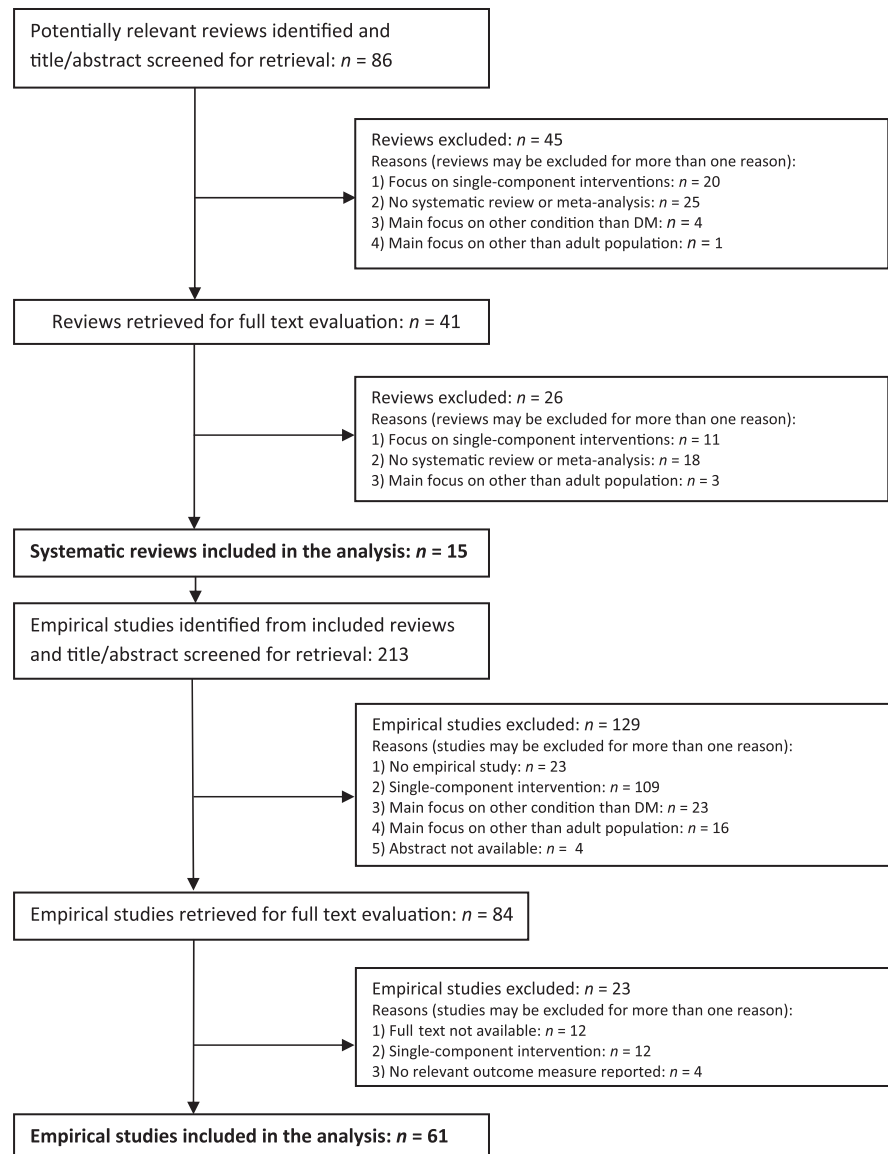 Potentially relevant reviews identified and
title/abstract screened for retrieval: n = 86
Reviews excluded: n = 45
Reasons (reviews may be excluded for more than one reason):
1) Focus on single-component interventions: n = 20
2) No systematic review or meta-analysis: n = 25
3) Main focus on other condition than DM: n = 4
4) Main focus on other than adult population: n = 1
Reviews retrieved for full text evaluation: n = 41
Reviews excluded: n = 26
Reasons (reviews may be excluded for more than one reason):
1) Focus on single-component interventions: n = 11
2) No systematic review or meta-analysis: n = 18
3) Main focus on other than adult population: n = 3
Systematic reviews included in the analysis: n = 15
Empirical studies identified from included reviews
and title/abstract screened for retrieval: 213
Empirical studies excluded: n = 129
Reasons (studies may be excluded for more than one reason):
1) No empirical study: n = 23
2) Single-component intervention: n = 109
3) Main focus on other condition than DM: n = 23
4) Main focus on other than adult population: n = 16
5) Abstract not available: n = 4
Empirical studies retrieved for full text evaluation: n = 84
Empirical studies excluded: n = 23
Reasons (studies may be excluded for more than one reason):
1) Full text not available: n = 12
2) Single-component intervention: n = 12
3) No relevant outcome measure reported: n = 4
Empirical studies included in the analysis: n = 61